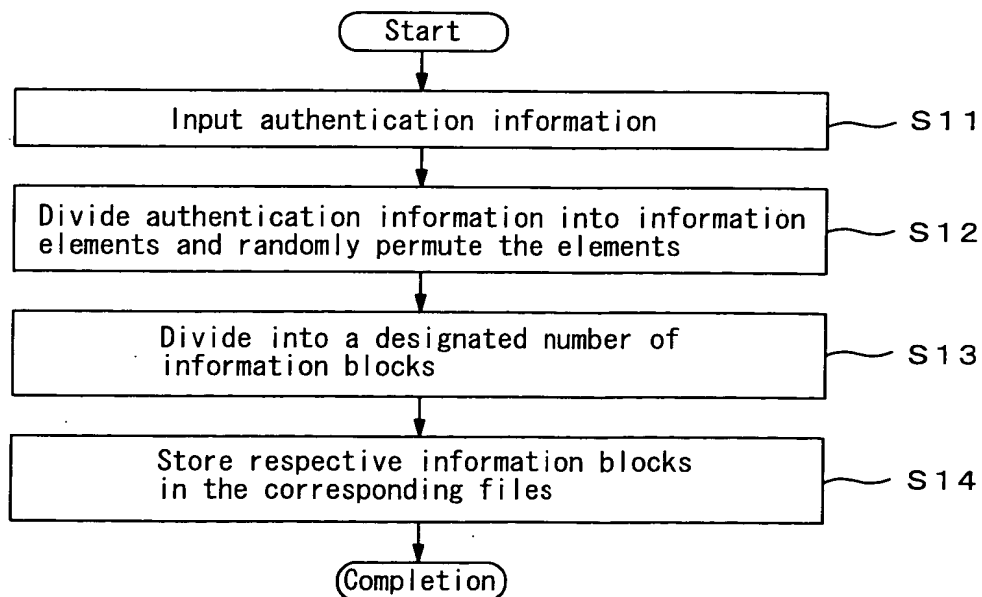 Start
Input authentication information
S11
Divide authentication information into information
elements and randomly permute the elements
S12
Divide into a designated number of
information blocks
S13
Store respective information blocks
in the corresponding files
S14
Completion